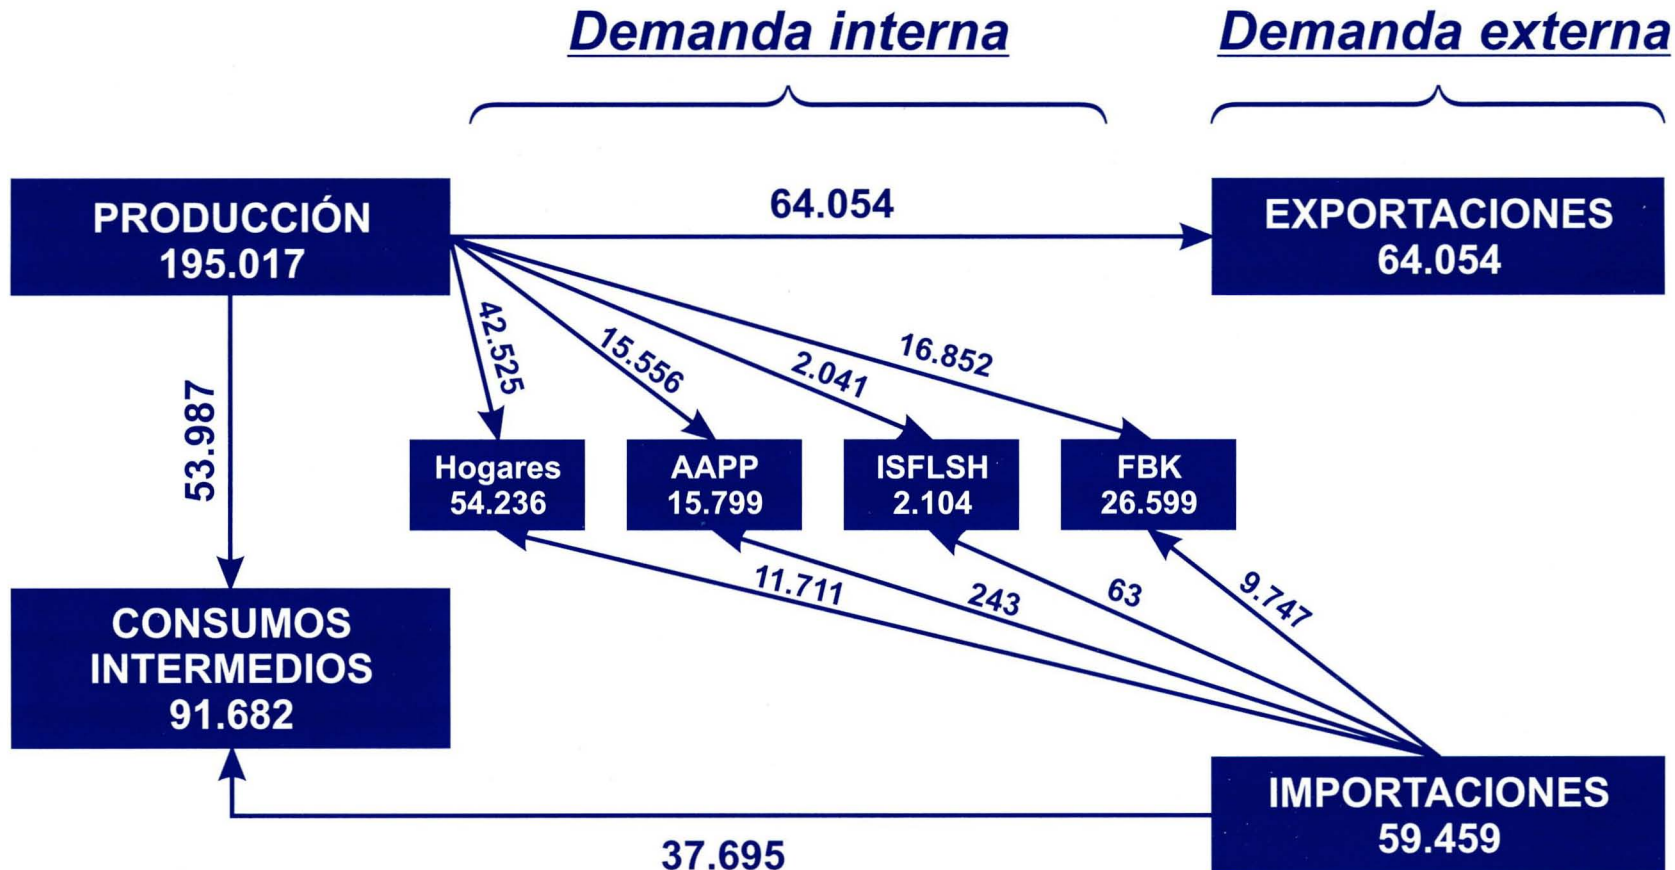 Demanda interna
Demanda externa
PRODUCCIÓN
195.017
64.054
EXPORTACIONES
64.054
42.525
15.556
2.041
16.852
53.987
Hogares
54.236
AAPP
15.799
ISFLSH
2.104
FBK
26.599
11.711
243
63
9.747
CONSUMOS
INTERMEDIOS
91.682
IMPORTACIONES
59.459
37.695